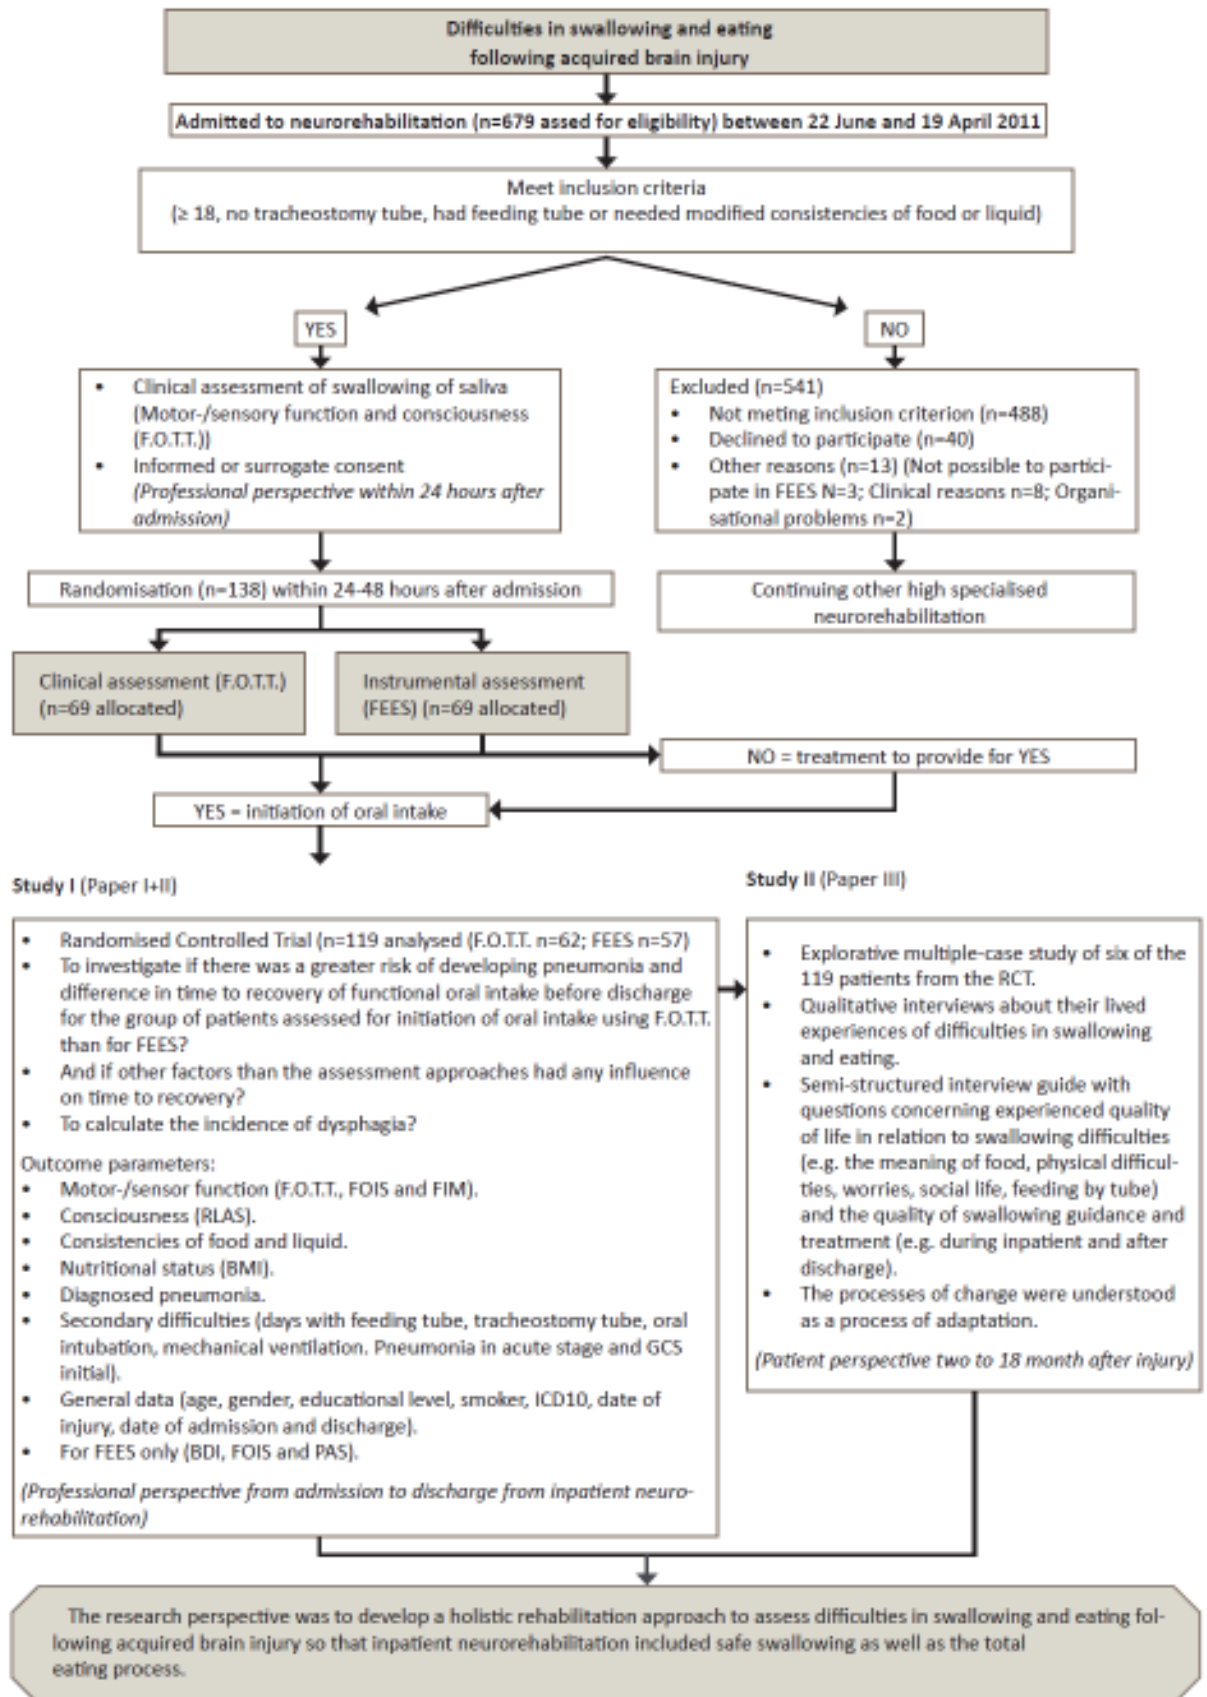 Difficulties in swallowing and eating
following acquired brain injury
Admitted to neurorehabilitation (n=679 assed for eligibility) between 22 June and 19 April 2011
Meet inclusion criteria
(≥ 18, no tracheostomy tube, had feeding tube or needed modified consistencies of food or liquid)
YES
NO
• Clinical assessment of swallowing of saliva
(Motor-/sensory function and consciousness
(F.O.T.T.))
• Informed or surrogate consent
(Professional perspective within 24 hours after
admission)
Excluded (n=541)
• Not meting inclusion criterion (n=488)
• Declined to participate (n=40)
• Other reasons (n=13) (Not possible to partici-
pate in FEES N=3; Clinical reasons n=8; Organi-
sational problems n=2)
Randomisation (n=138) within 24-48 hours after admission
Continuing other high specialised
neurorehabilitation
Clinical assessment (F.O.T.T.)
(n=69 allocated)
Instrumental assessment
(FEES) (n=69 allocated)
NO = treatment to provide for YES
YES = initiation of oral intake
Study I (Paper I+II)
• Randomised Controlled Trial (n=119 analysed (F.O.T.T. n=62; FEES n=57)
• To investigate if there was a greater risk of developing pneumonia and
difference in time to recovery of functional oral intake before discharge
for the group of patients assessed for initiation of oral intake using F.O.T.T.
than for FEES?
• And if other factors than the assessment approaches had any influence
on time to recovery?
• To calculate the incidence of dysphagia?
Outcome parameters:
• Motor-/sensor function (F.O.T.T., FOIS and FIM).
• Consciousness (RLAS).
• Consistencies of food and liquid.
• Nutritional status (BMI).
• Diagnosed pneumonia.
• Secondary difficulties (days with feeding tube, tracheostomy tube, oral
intubation, mechanical ventilation. Pneumonia in acute stage and GCS
initial).
• General data (age, gender, educational level, smoker, ICD10, date of
injury, date of admission and discharge).
• For FEES only (BDI, FOIS and PAS).
(Professional perspective from admission to discharge from inpatient neuro-
rehabilitation)
Study II (Paper III)
• Explorative multiple-case study of six of the
119 patients from the RCT.
• Qualitative interviews about their lived
experiences of difficulties in swallowing
and eating.
• Semi-structured interview guide with
questions concerning experienced quality
of life in relation to swallowing difficulties
(e.g. the meaning of food, physical difficul-
ties, worries, social life, feeding by tube)
and the quality of swallowing guidance and
treatment (e.g. during inpatient and after
discharge).
• The processes of change were understood
as a process of adaptation.
(Patient perspective two to 18 month after injury)
The research perspective was to develop a holistic rehabilitation approach to assess difficulties in swallowing and eating fol-
lowing acquired brain injury so that inpatient neurorehabilitation included safe swallowing as well as the total
eating process.